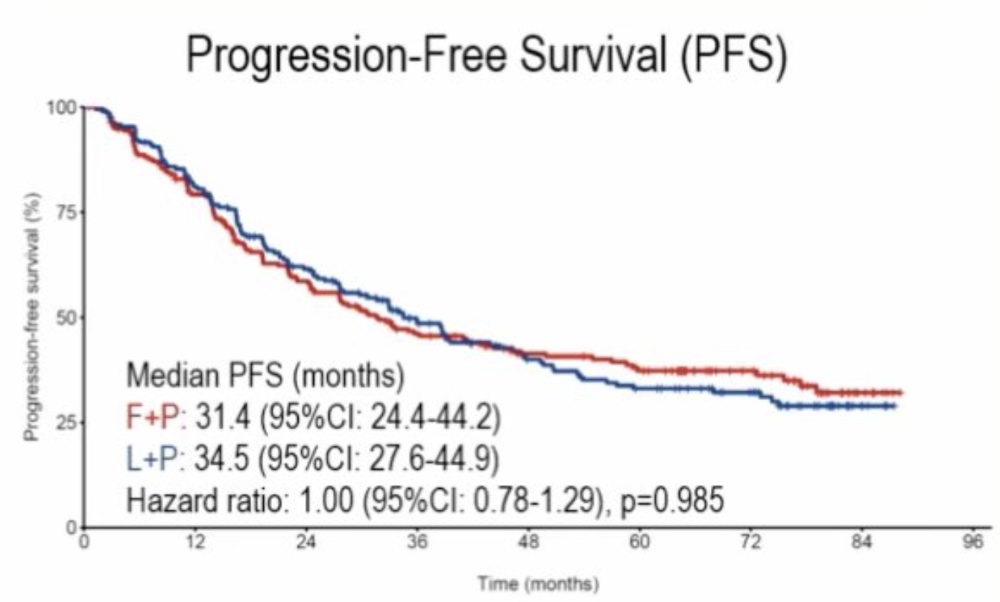 Progression-Free Survival (PFS)
100
75
50
25
0
Progression-free survival (%)
Median PFS (months)
F+P: 31.4 (95%CI: 24.4-44.2)
L+P: 34.5 (95%CI: 27.6-44.9)
Hazard ratio: 1.00 (95%CI: 0.78-1.29), p=0.985
0 12 24 36 48 60 72 84 96
Time (months)